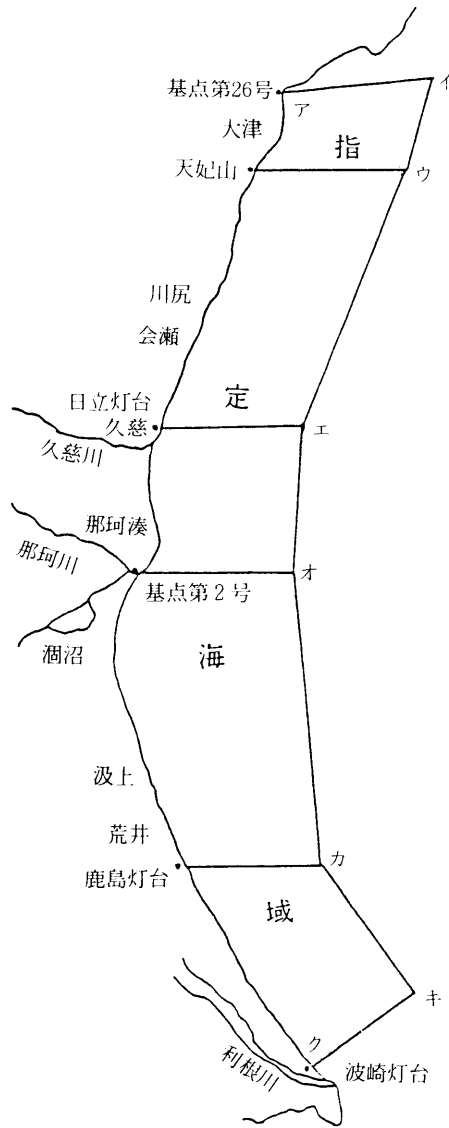 基点第26号
ア
イ
大津
指
天妃山
ウ
川尻
会瀬
定
日立灯台
久慈
エ
久慈川
那珂湊
那珂川
オ
基点第2号
涸沼
海
汲上
荒井
カ
鹿島灯台
域
キ
ク
利根川
波崎灯台